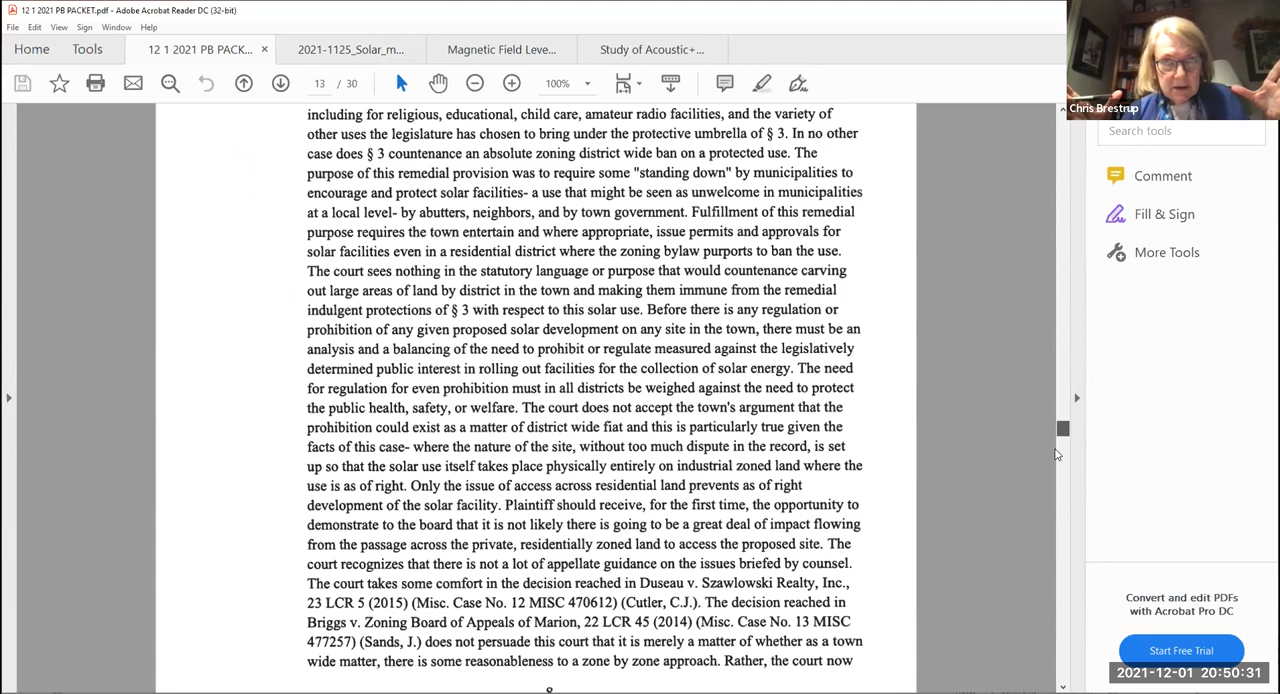 12 1 2021 PB PACKET.pdf - Adobe Acrobat Reader DC (32-bit)
File Edit View Sign Window Help
Home Tools 12 1 2021 PB PACK... × 2021-1125_Solar_m... Magnetic Field Leve... Study of Acoustic+...
13 / 30 100%
Chris Brestrup
Search tools
Comment
Fill & Sign
More Tools
including for religious, educational, child care, amateur radio facilities, and the variety of
other uses the legislature has chosen to bring under the protective umbrella of § 3. In no other
case does § 3 countenance an absolute zoning district wide ban on a protected use. The
purpose of this remedial provision was to require some "standing down" by municipalities to
encourage and protect solar facilities- a use that might be seen as unwelcome in municipalities
at a local level- by abutters, neighbors, and by town government. Fulfillment of this remedial
purpose requires the town entertain and where appropriate, issue permits and approvals for
solar facilities even in a residential district where the zoning bylaw purports to ban the use.
The court sees nothing in the statutory language or purpose that would countenance carving
out large areas of land by district in the town and making them immune from the remedial
indulgent protections of § 3 with respect to this solar use. Before there is any regulation or
prohibition of any given proposed solar development on any site in the town, there must be an
analysis and a balancing of the need to prohibit or regulate measured against the legislatively
determined public interest in rolling out facilities for the collection of solar energy. The need
for regulation for even prohibition must in all districts be weighed against the need to protect
the public health, safety, or welfare. The court does not accept the town's argument that the
prohibition could exist as a matter of district wide fiat and this is particularly true given the
facts of this case- where the nature of the site, without too much dispute in the record, is set
up so that the solar use itself takes place physically entirely on industrial zoned land where the
use is as of right. Only the issue of access across residential land prevents as of right
development of the solar facility. Plaintiff should receive, for the first time, the opportunity to
demonstrate to the board that it is not likely there is going to be a great deal of impact flowing
from the passage across the private, residentially zoned land to access the proposed site. The
court recognizes that there is not a lot of appellate guidance on the issues briefed by counsel.
The court takes some comfort in the decision reached in Duseau v. Szawlowski Realty, Inc.,
23 LCR 5 (2015) (Misc. Case No. 12 MISC 470612) (Cutler, C.J.). The decision reached in
Briggs v. Zoning Board of Appeals of Marion, 22 LCR 45 (2014) (Misc. Case No. 13 MISC
477257) (Sands, J.) does not persuade this court that it is merely a matter of whether as a town
wide matter, there is some reasonableness to a zone by zone approach. Rather, the court now
Convert and edit PDFs
with Acrobat Pro DC
Start Free Trial
2021-12-01 20:50:31